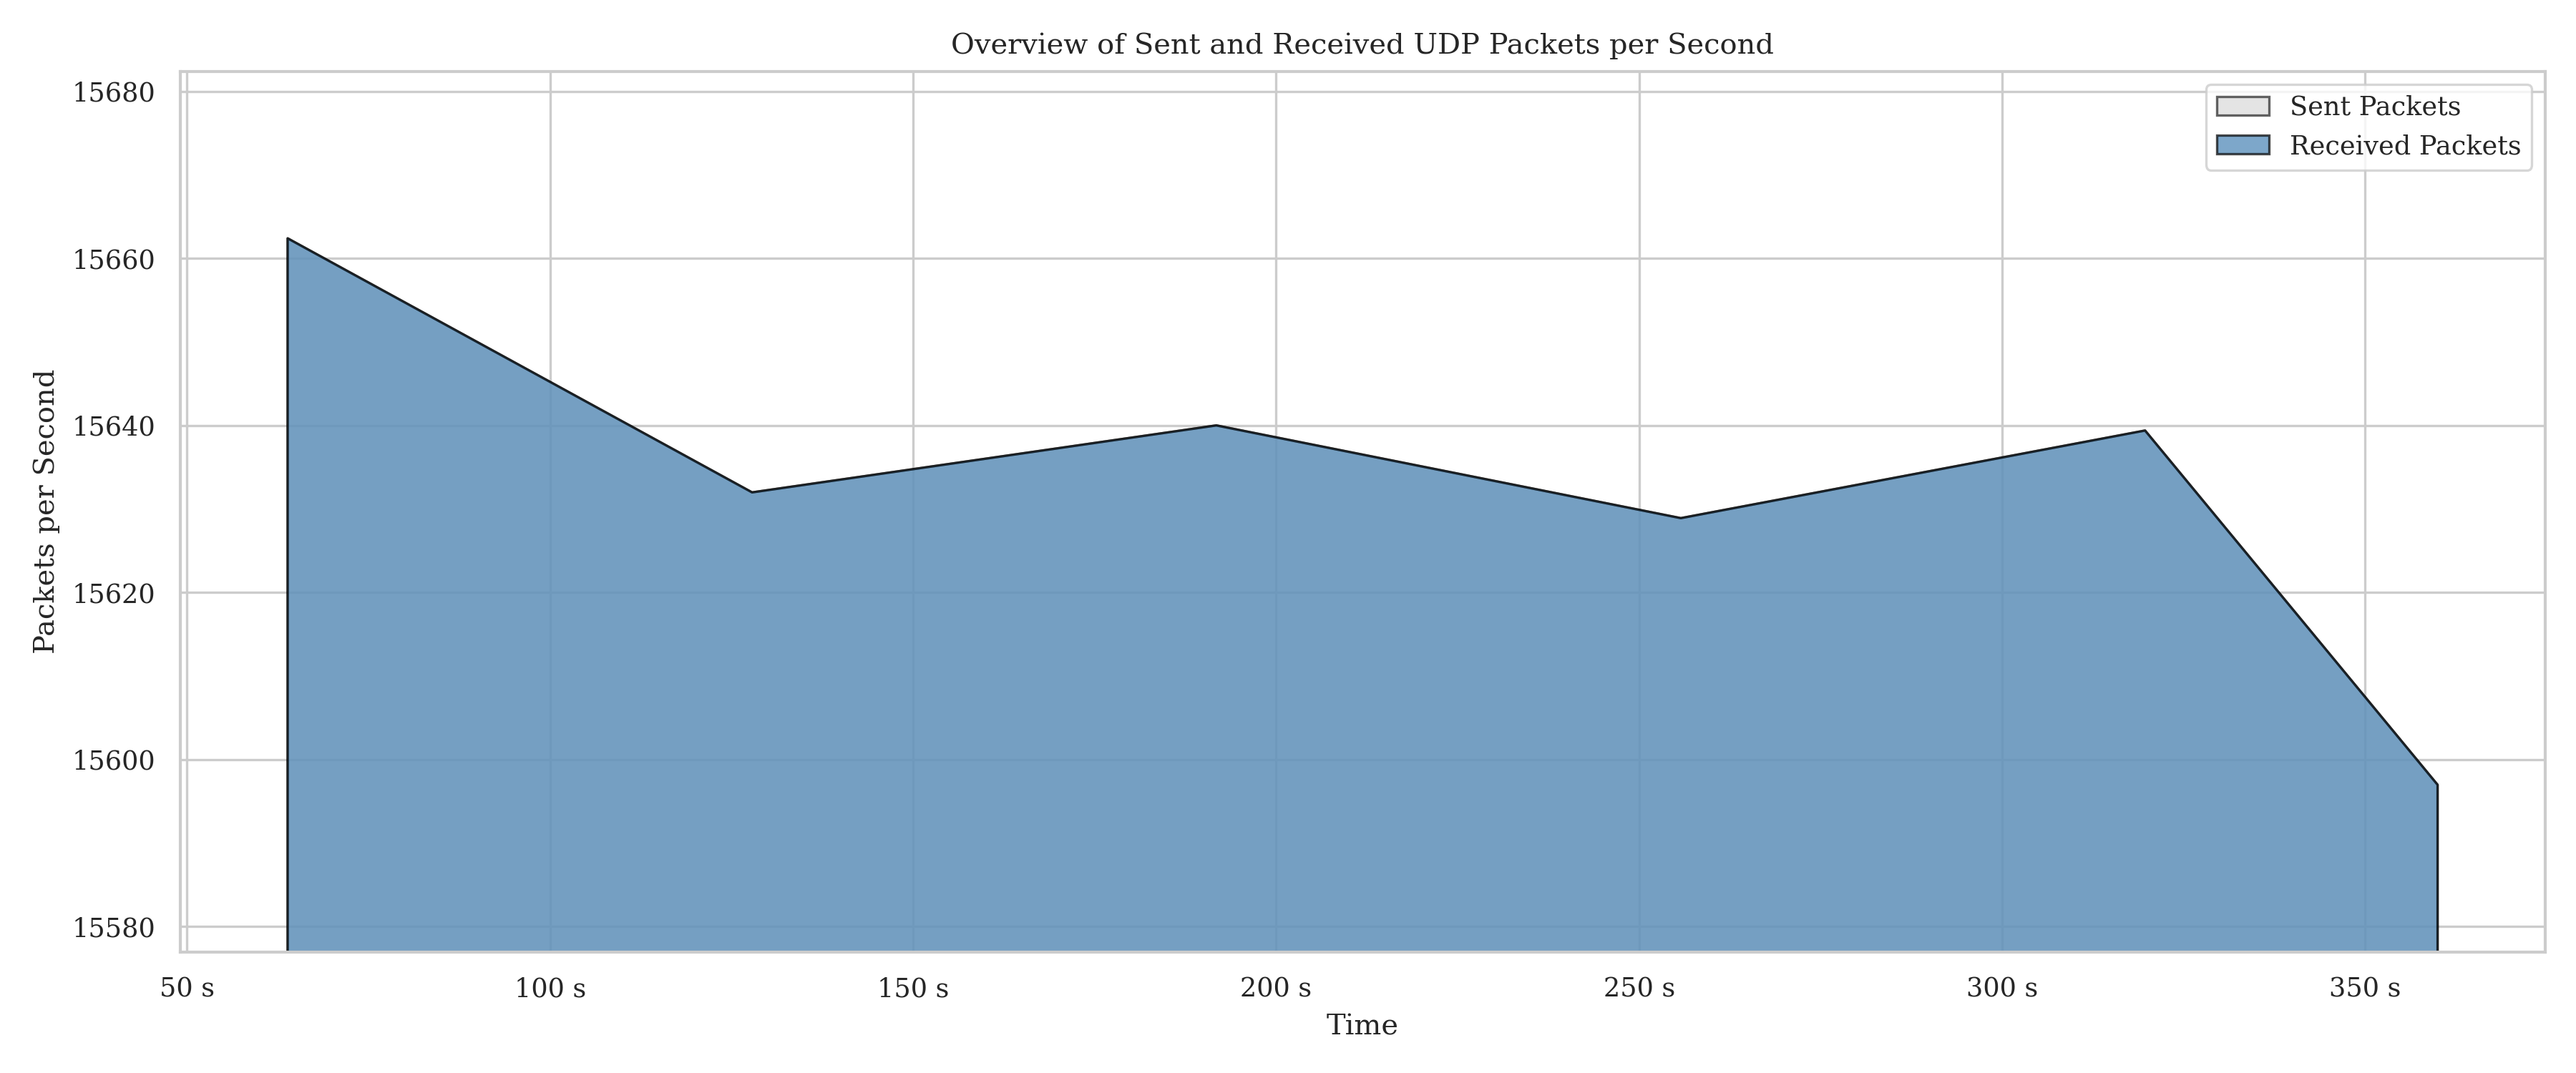 Overview of Sent and Received UDP Packets per Second
Sent Packets
Received Packets
Packets per Second
15680
15660
15640
15620
15600
15580
50 s 100 s 150 s 200 s 250 s 300 s 350 s
Time